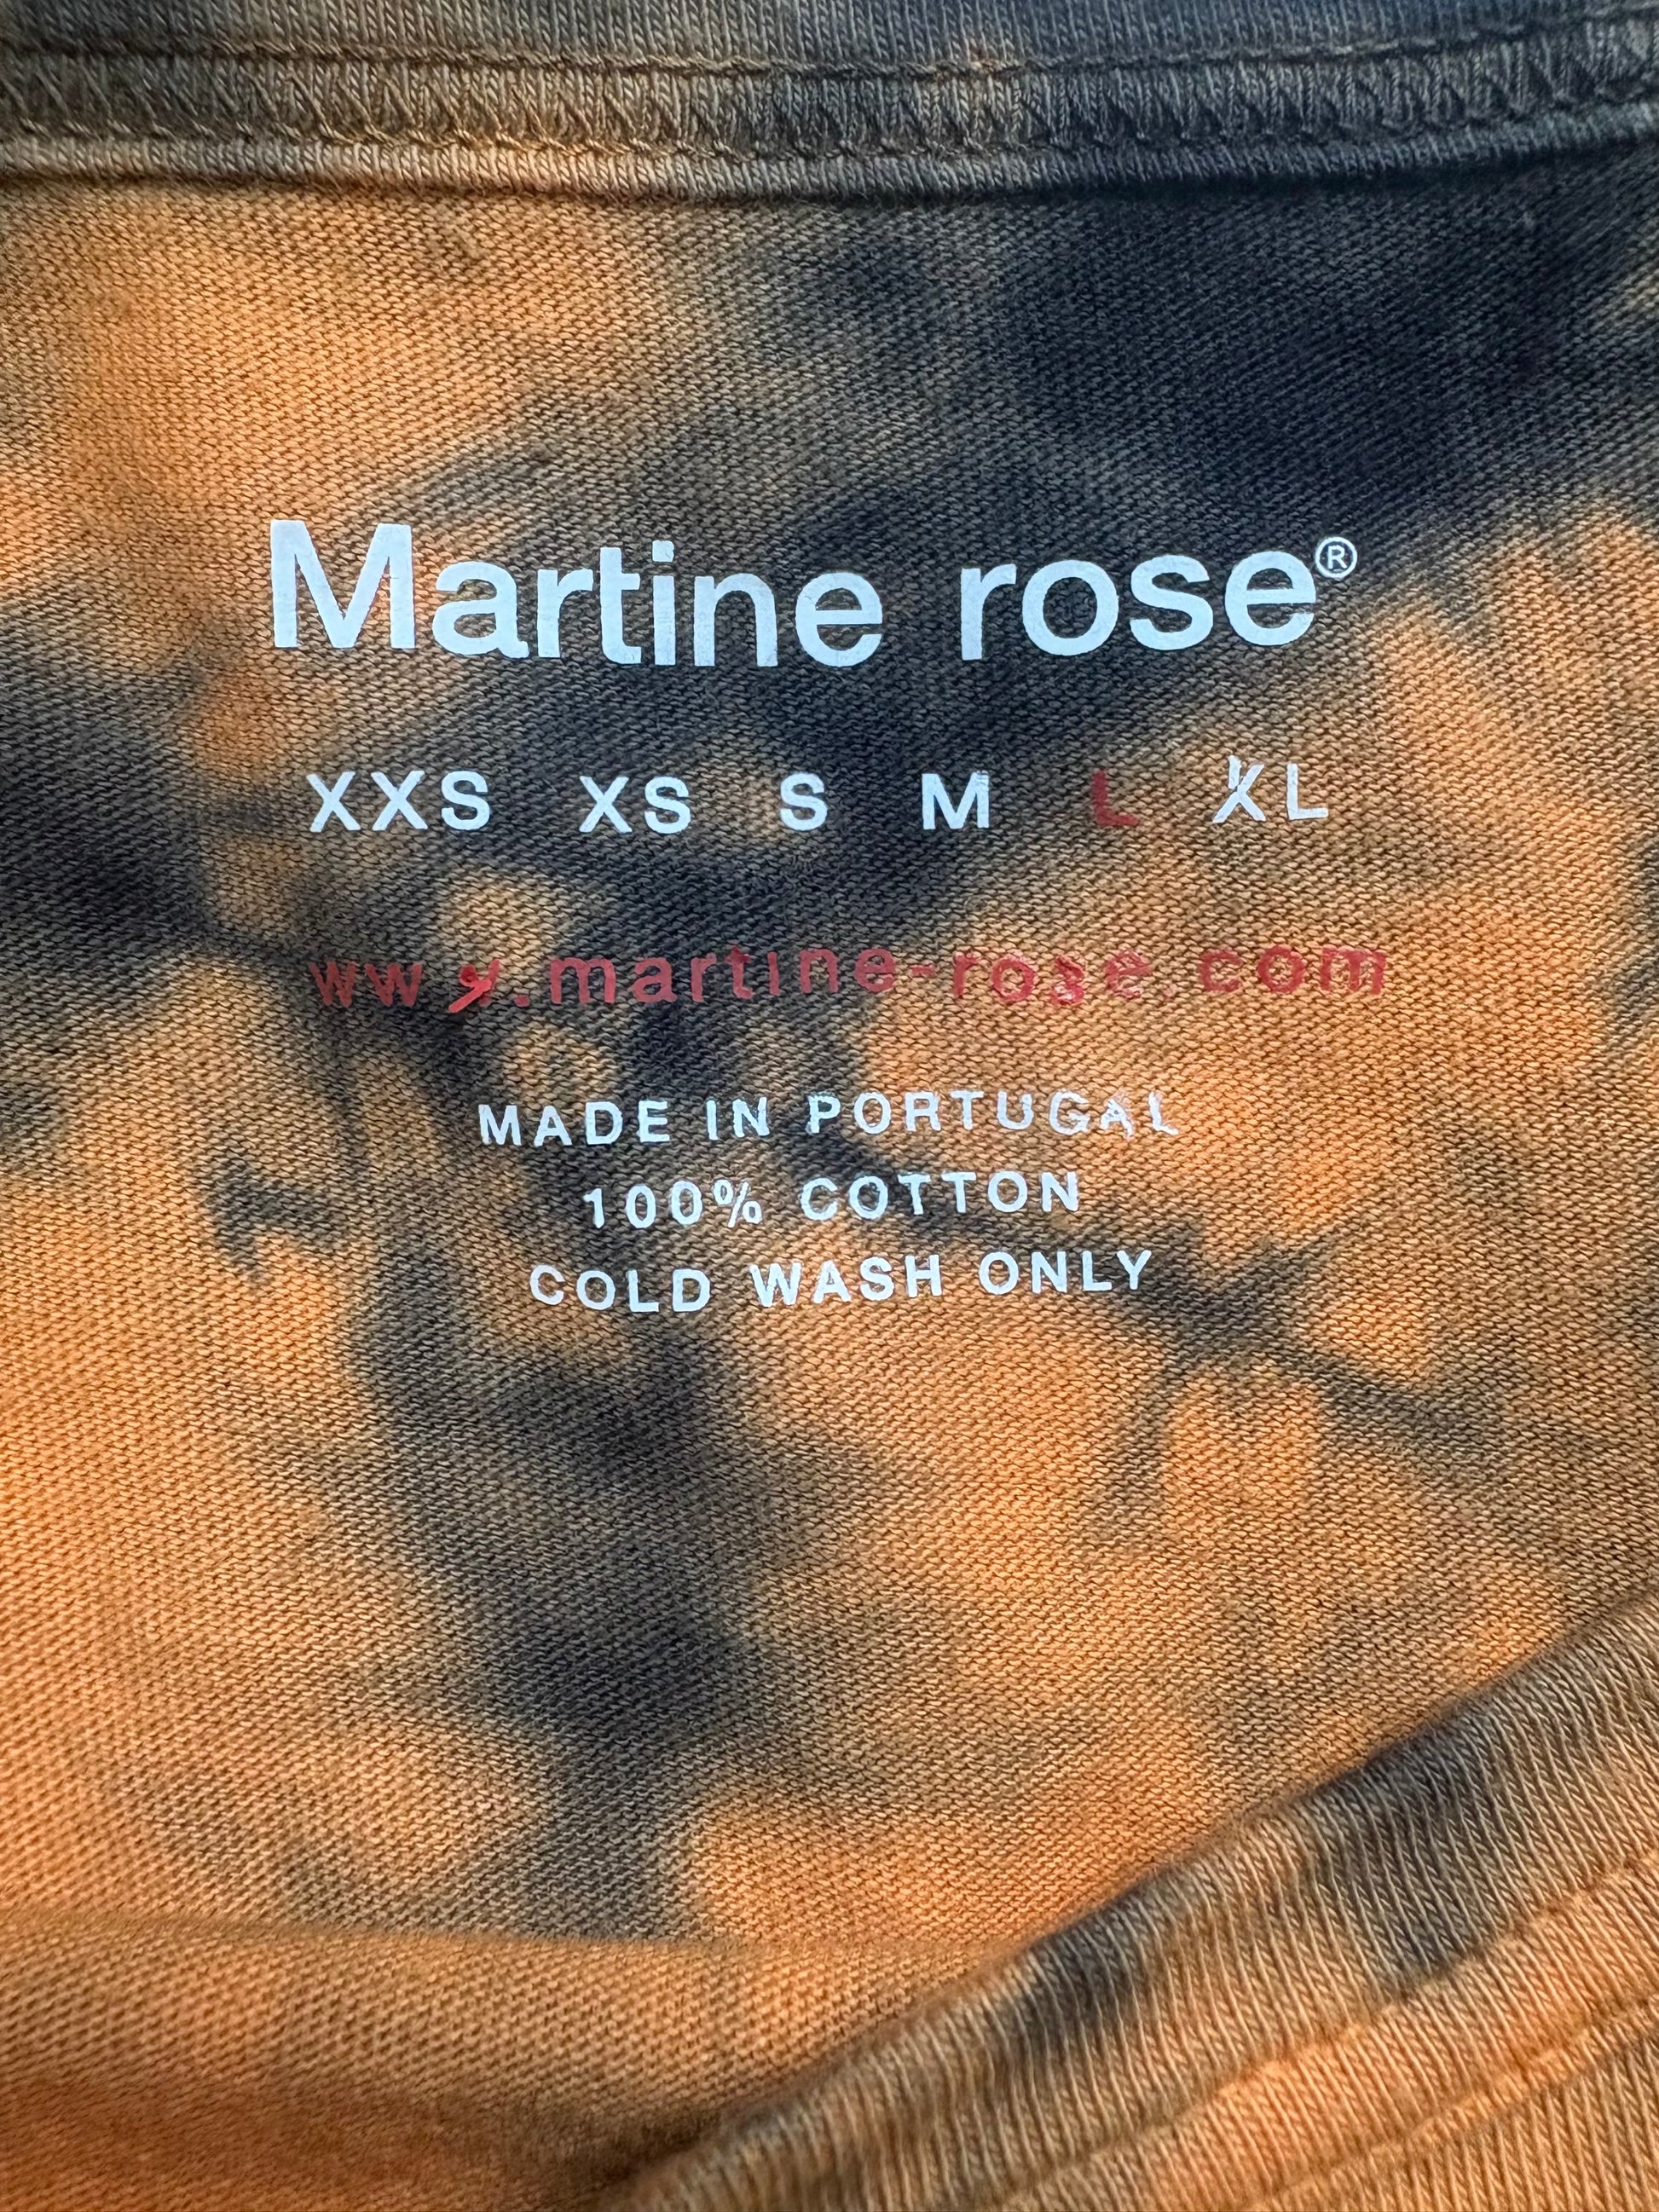 Martine rose®
XXS XS S M L XL
www.martine-rose.com
MADE IN PORTUGAL
100% COTTON
COLD WASH ONLY